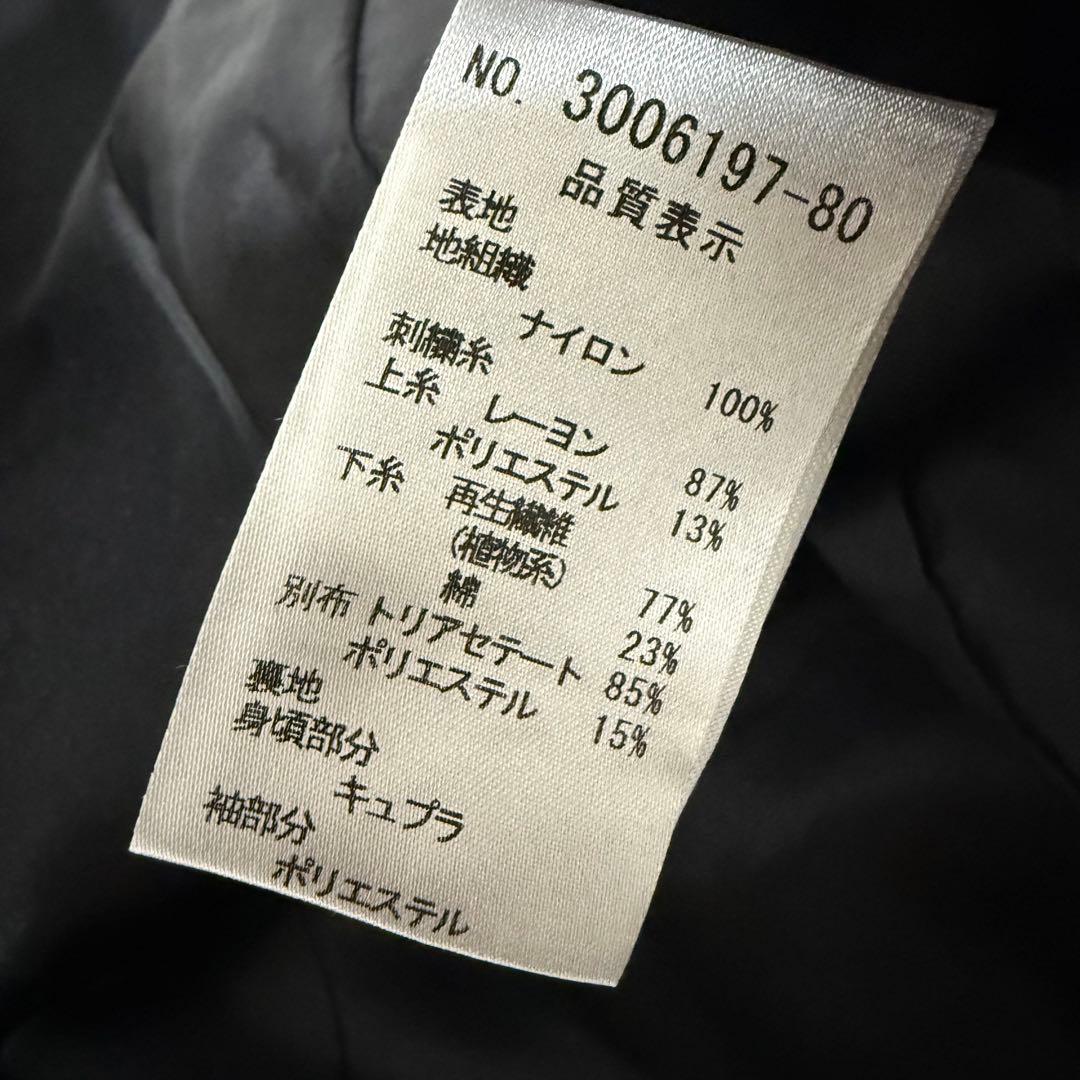 NO. 3006197-80
品質表示
表地
地組織
ナイロン 100%
刺繍糸
上糸 レーヨン 87%
ポリエステル 13%
下糸 再生繊維
(植物系) 77%
綿 23%
別布 トリアセテート 85%
ポリエステル 15%
裏地
身頃部分
キュプラ
袖部分
ポリエステル